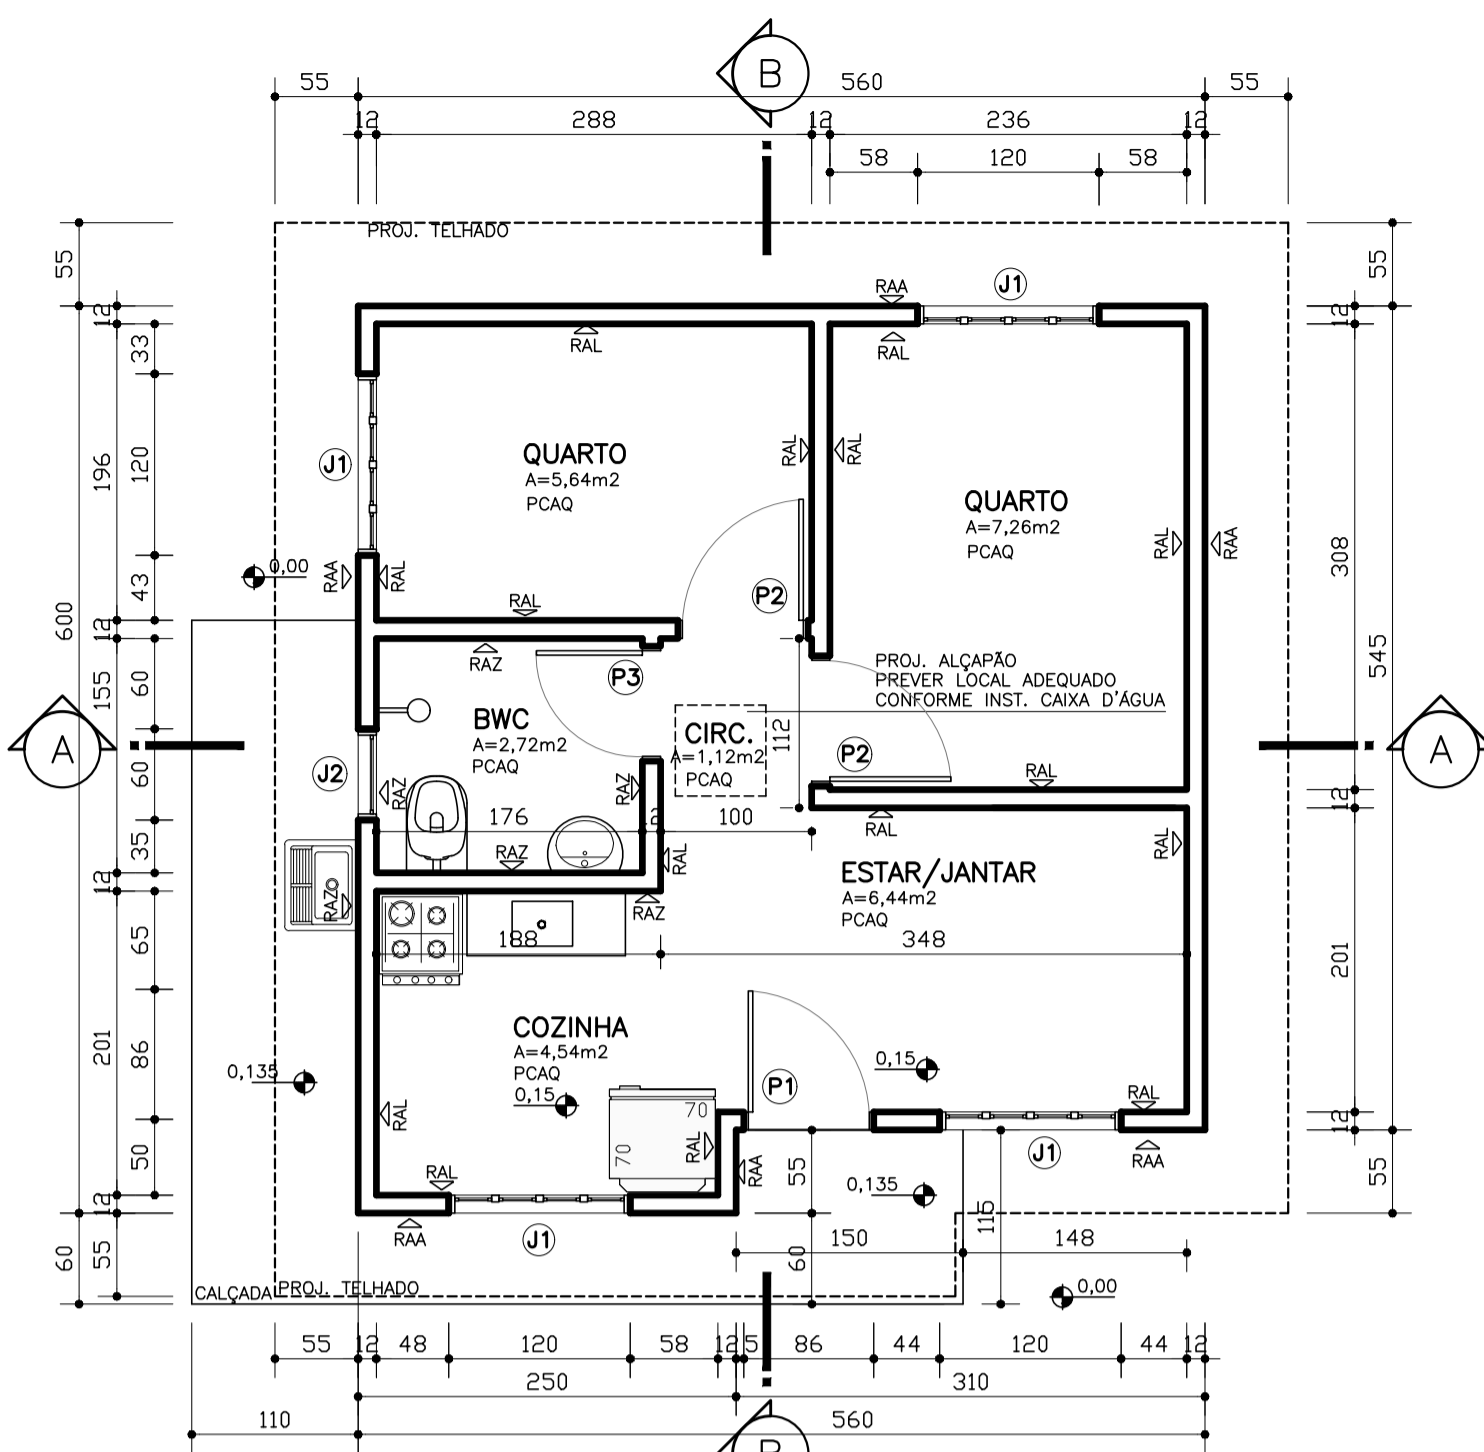 B
55
560
55
12
288
12
236
12
58
120
58
PROJ. TELHADO
55
55
RAA
J1
12
12
33
RAL
RAL
196
120
J1
QUARTO
A=5,64m2
PCAQ
RAL
RAL
QUARTO
A=7,26m2
PCAQ
RAL
RAA
308
0,00
RAA
RAL
43
RAL
P2
600
12
RAZ
P3
PROJ. ALÇAPÃO
PREVER LOCAL ADEQUADO
CONFORME INST. CAIXA D'ÁGUA
545
155
60
BWC
A=2,72m2
PCAQ
CIRC.
A=1,12m2
PCAQ
112
P2
A
A
60
J2
RAZ
RAZ
RAL
12
176
12
100
RAL
RAL
35
RAZ
RAL
ESTAR/JANTAR
A=6,44m2
PCAQ
12
RAZ
RAZ
65
188
348
201
COZINHA
A=4,54m2
PCAQ
0,15
201
86
0,135
0,15
P1
70
70
RAL
RAL
RAL
12
50
RAL
RAA
55
J1
RAA
55
12
RAA
J1
0,135
115
60
55
150
148
60
CALÇADA
PROJ. TELHADO
0,00
55
12
48
120
58
12
5
86
44
120
44
12
250
310
110
560
B